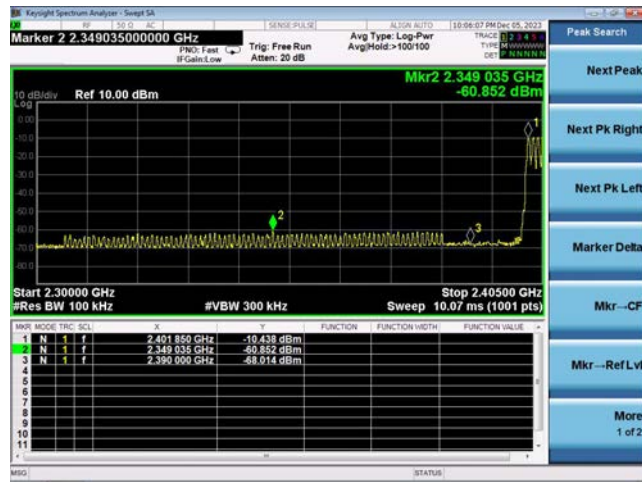 Keysight Spectrum Analyzer - Swept SA
RF 50 Ω AC SENSE:PULSE ALIGN AUTO 10:06:07 PM Dec 05, 2023
Marker 2 2.349035000000 GHz
PNO: Fast
IFGain:Low
Trig: Free Run
Atten: 20 dB
Avg Type: Log-Pwr
Avg|Hold:>100/100
TRACE 1 2 3 4 5 6
TYPE M W W W W W
DET P N N N N N
Peak Search
Mkr2 2.349 035 GHz
-60.852 dBm
10 dB/div Ref 10.00 dBm
Log
0.00
-10.0
-20.0
-30.0
-40.0
-50.0
-60.0
-70.0
-80.0
1
2
3
Start 2.30000 GHz Stop 2.40500 GHz
#Res BW 100 kHz #VBW 300 kHz Sweep 10.07 ms (1001 pts)
MKR MODE TRC SCL X Y FUNCTION FUNCTION WIDTH FUNCTION VALUE
1 N 1 f 2.401 850 GHz -10.438 dBm
2 N 1 f 2.349 035 GHz -60.852 dBm
3 N 1 f 2.390 000 GHz -68.014 dBm
4
5
6
7
8
9
10
11
MSG STATUS
Next Peak
Next Pk Right
Next Pk Left
Marker Delta
Mkr→CF
Mkr→Ref Lvl
More
1 of 2